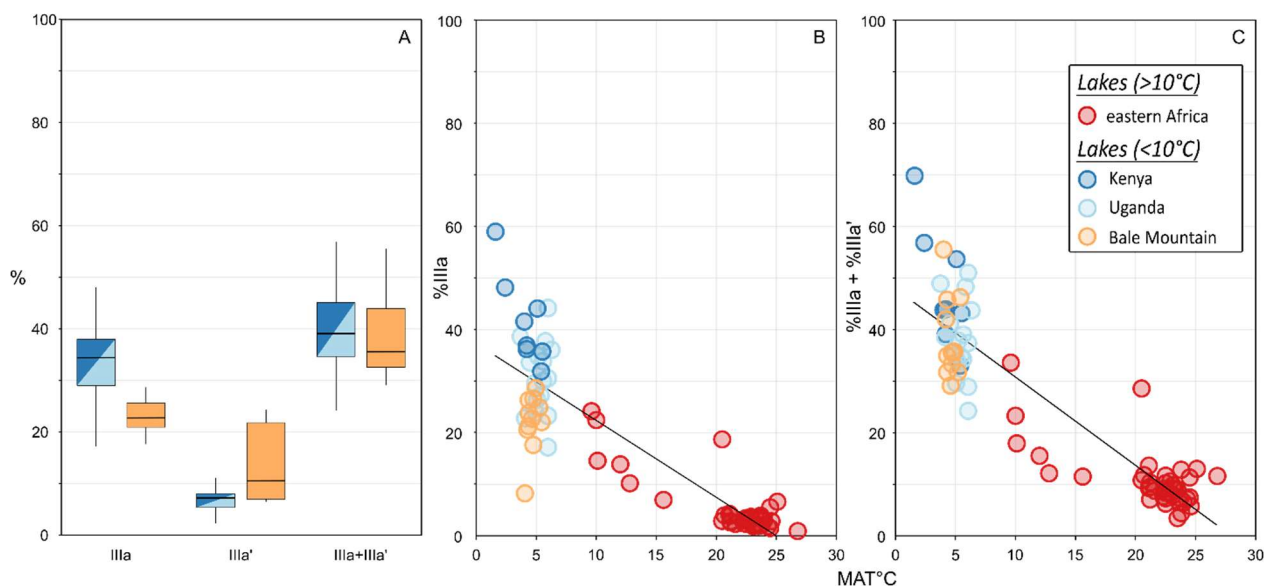 A
100
80
60
%
40
20
0
IIIa
IIIa'
IIIa+IIIa'
B
100
80
60
%IIIa
40
20
0
0 5 10 15 20 25 30
C
100
80
60
%IIIa + %IIIa'
40
20
0
0 5 10 15 20 25 30
MAT°C
Lakes (>10°C)
eastern Africa
Lakes (<10°C)
Kenya
Uganda
Bale Mountain